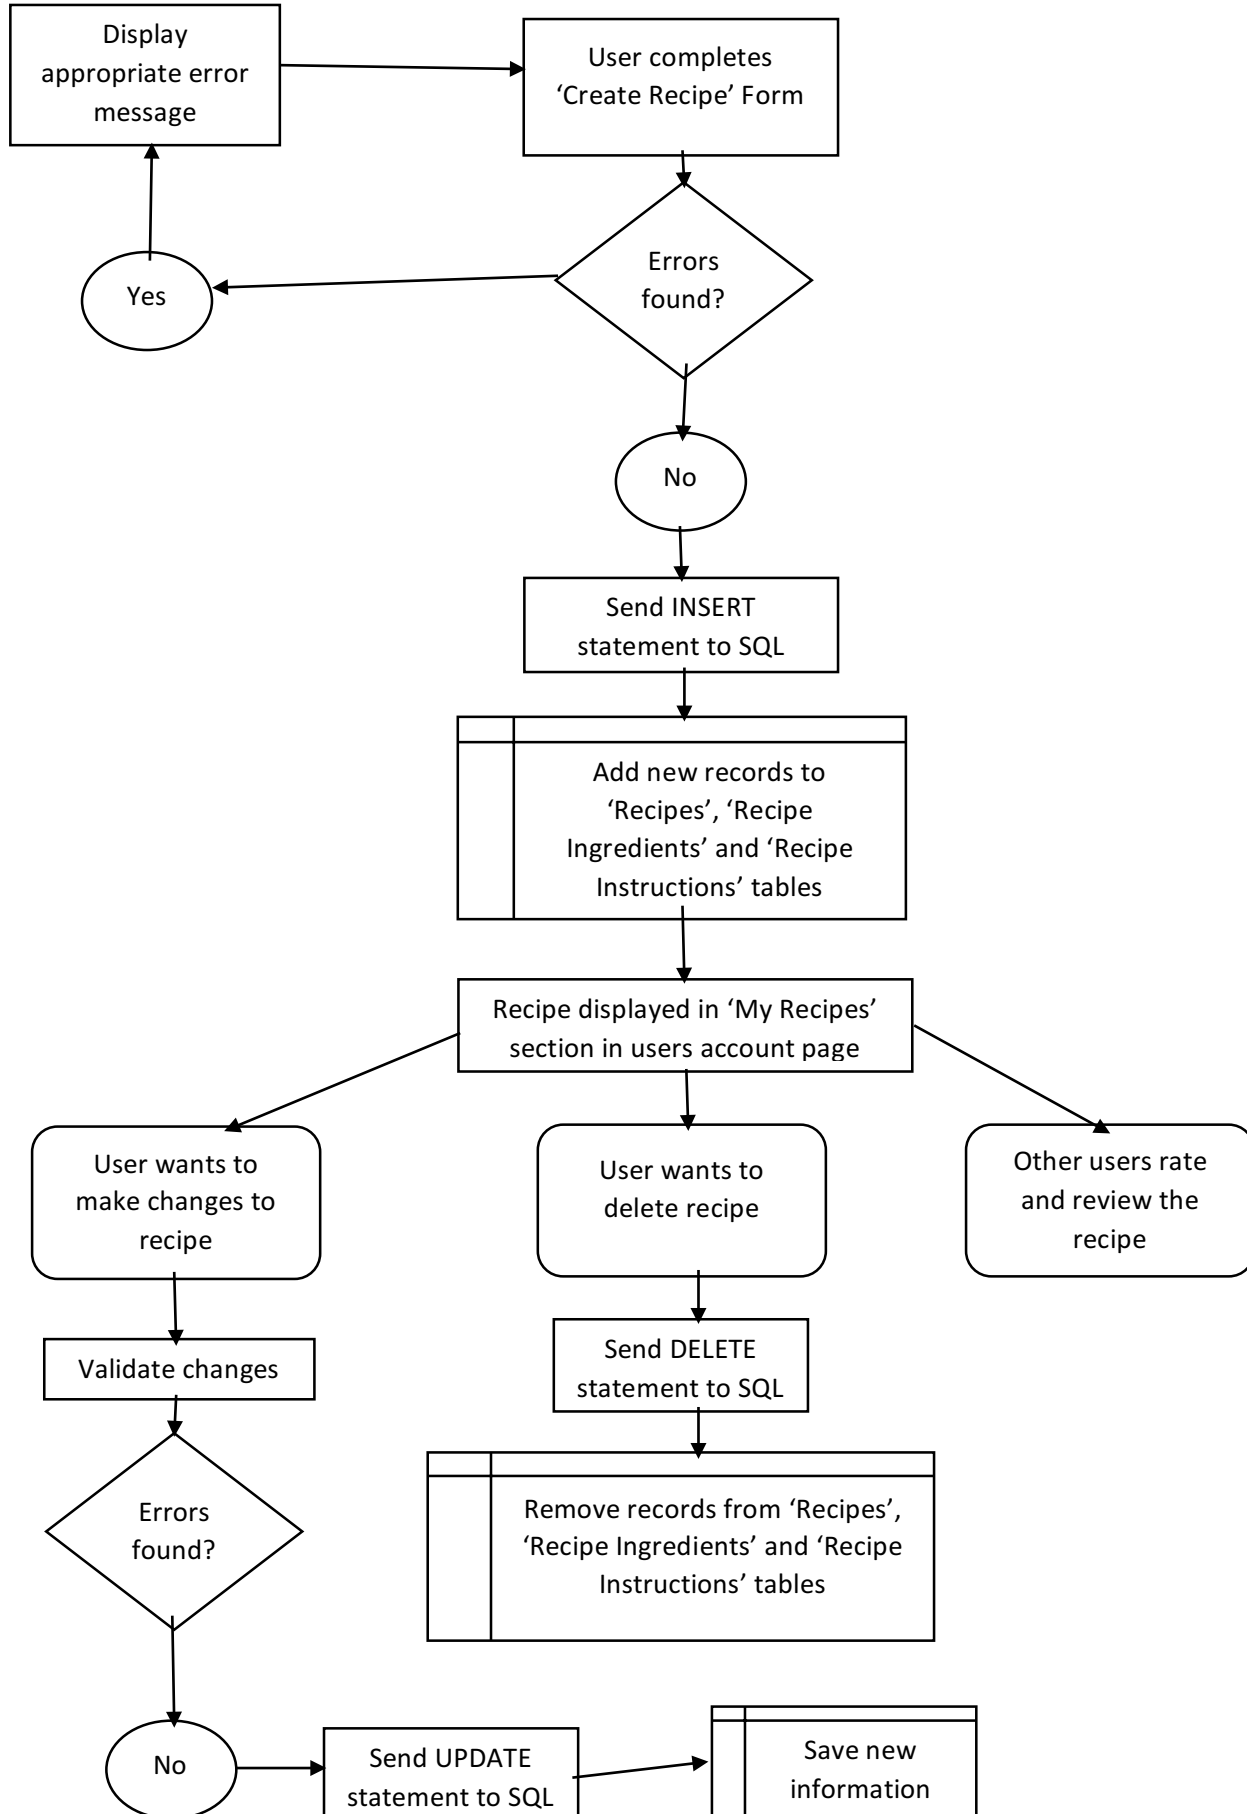 Display
appropriate error
message
User completes
‘Create Recipe’ Form
Errors
found?
Yes
No
Send INSERT
statement to SQL
Add new records to
‘Recipes’, ‘Recipe
Ingredients’ and ‘Recipe
Instructions’ tables
Recipe displayed in ‘My Recipes’
section in users account page
User wants to
make changes to
recipe
User wants to
delete recipe
Other users rate
and review the
recipe
Validate changes
Send DELETE
statement to SQL
Errors
found?
Remove records from ‘Recipes’,
‘Recipe Ingredients’ and ‘Recipe
Instructions’ tables
No
Send UPDATE
statement to SQL
Save new
information